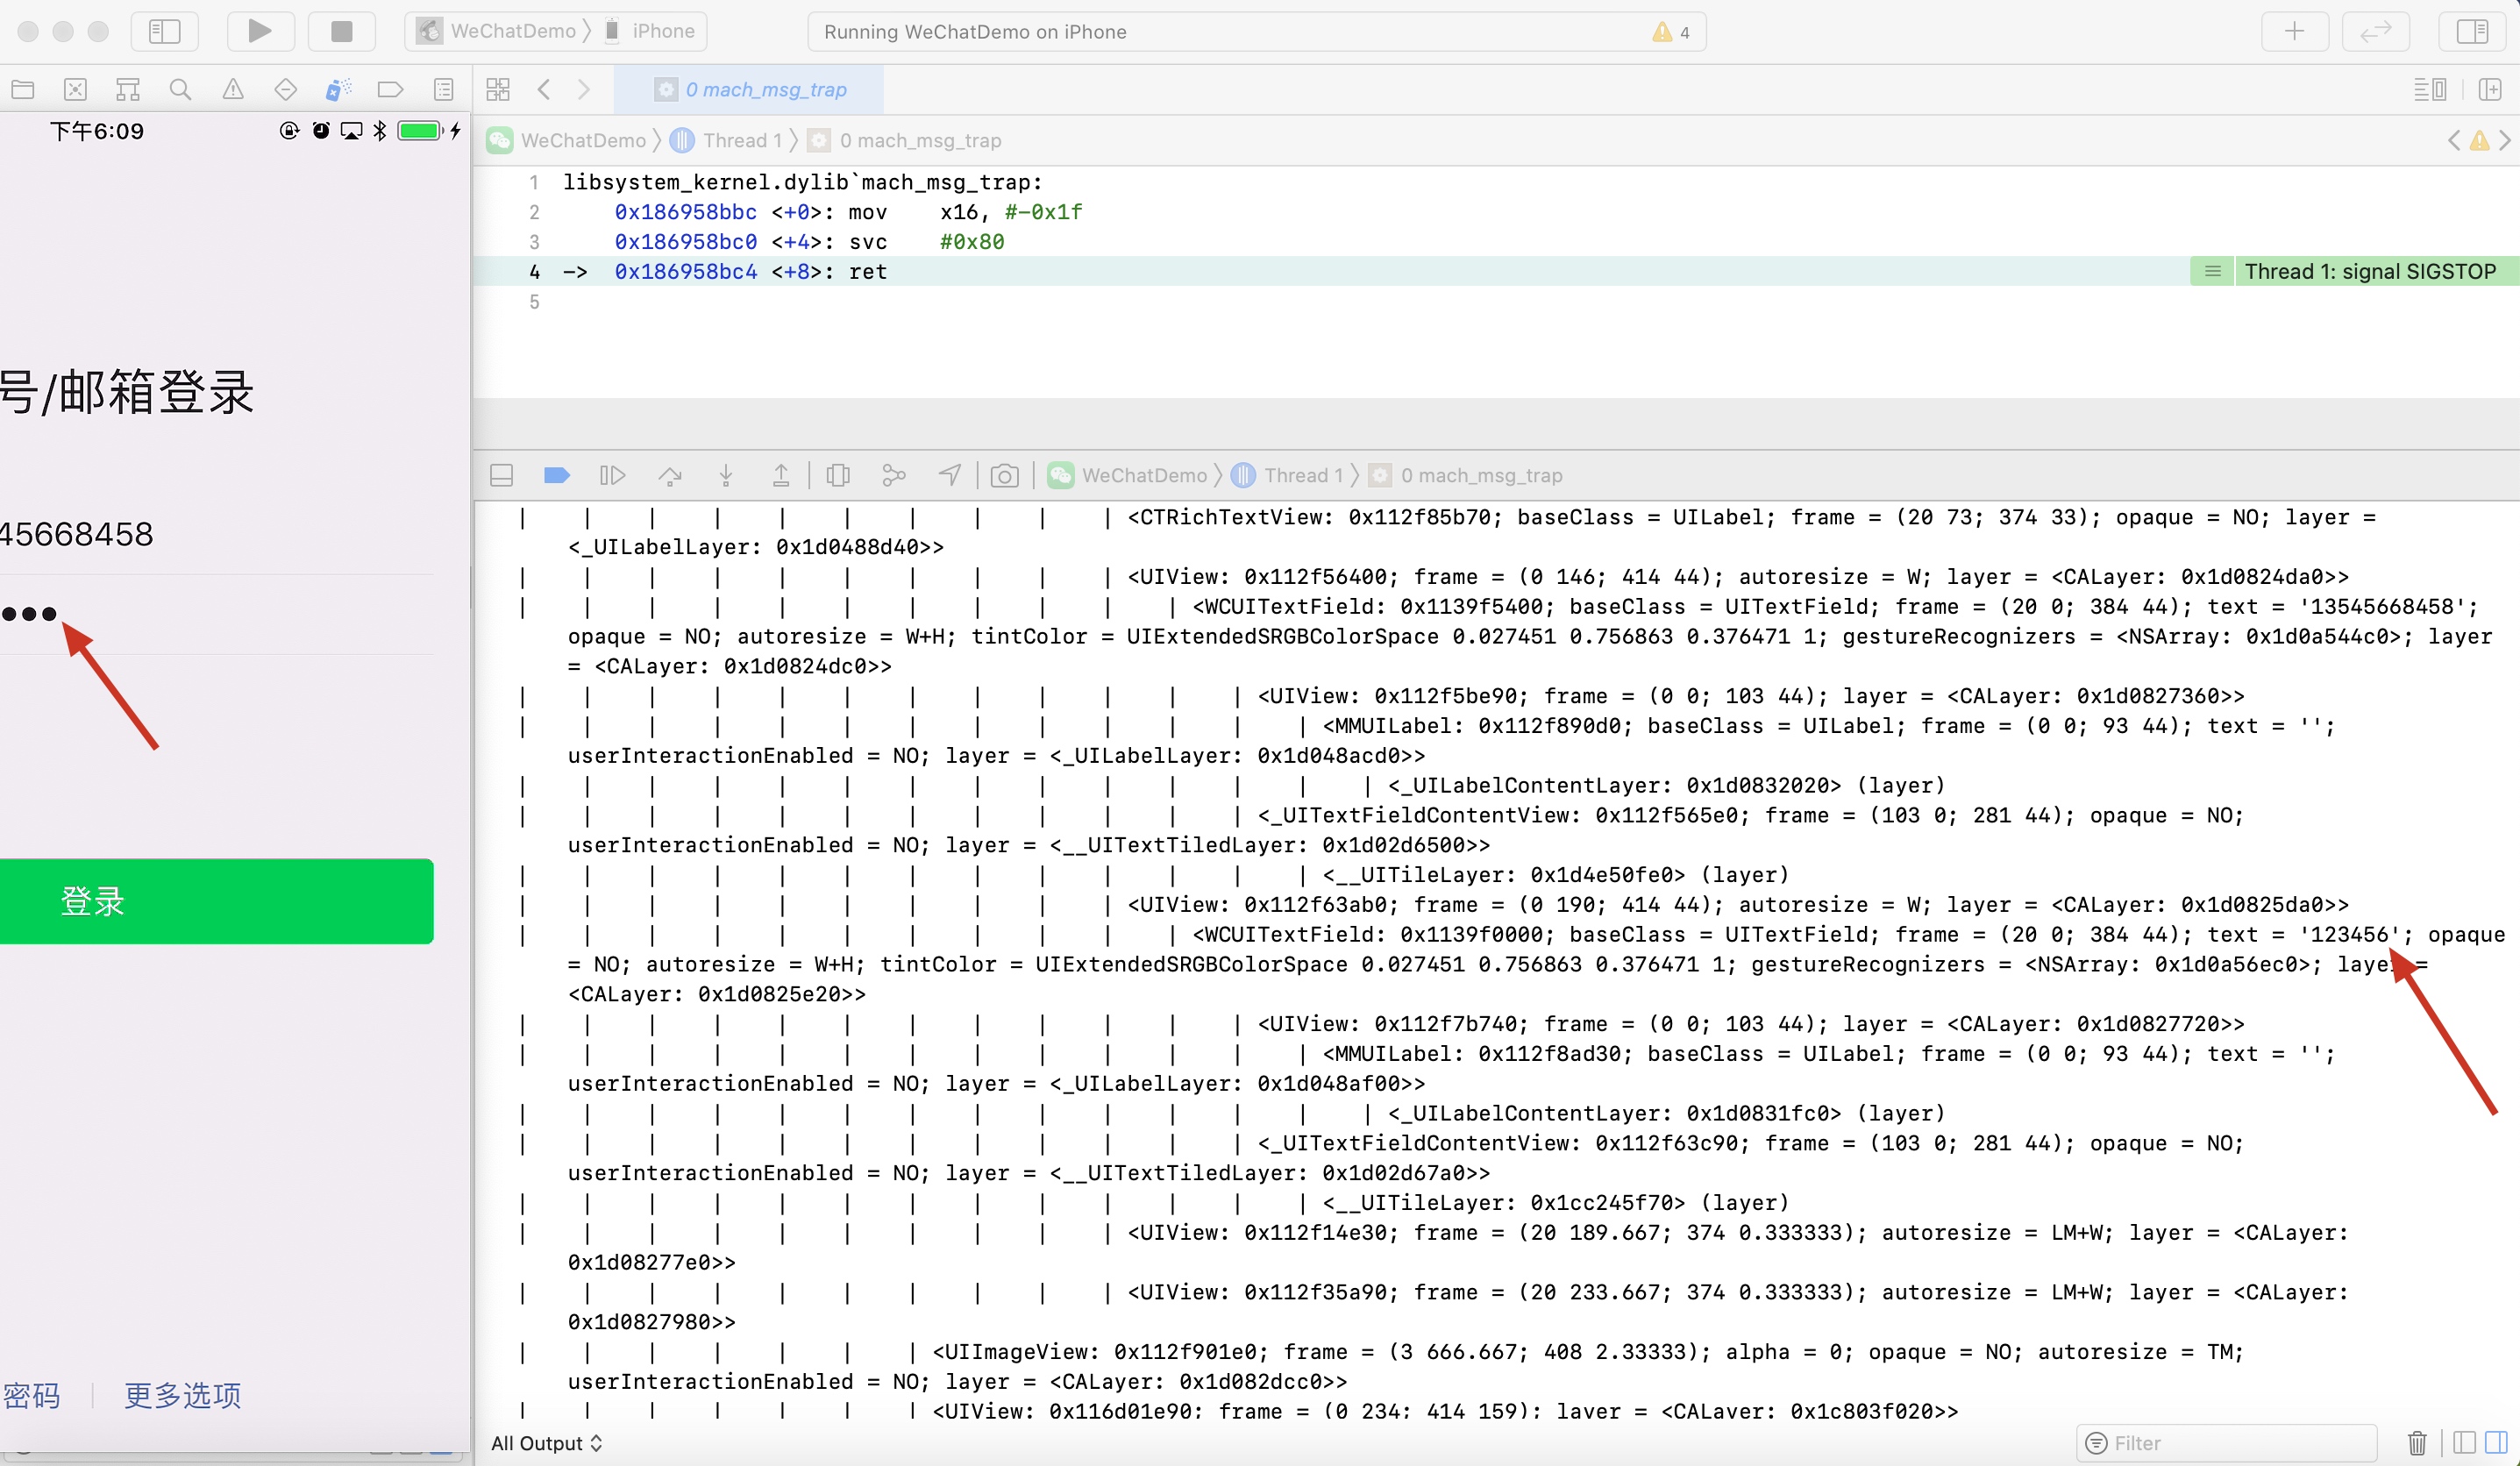 WeChatDemo 〉 iPhone
Running WeChatDemo on iPhone
4
0 mach_msg_trap
下午6:09
WeChatDemo 〉 Thread 1 〉 0 mach_msg_trap
1 libsystem_kernel.dylib`mach_msg_trap:
2 0x186958bbc <+0>: mov x16, #-0x1f
3 0x186958bc0 <+4>: svc #0x80
4 -> 0x186958bc4 <+8>: ret
Thread 1: signal SIGSTOP
5
号/邮箱登录
45668458
•••
登录
密码 | 更多选项
WeChatDemo 〉 Thread 1 〉 0 mach_msg_trap
| | | | | | | | | | <CTRichTextView: 0x112f85b70; baseClass = UILabel; frame = (20 73; 374 33); opaque = NO; layer =
<_UILabelLayer: 0x1d0488d40>>
| | | | | | | | | | <UIView: 0x112f56400; frame = (0 146; 414 44); autoresize = W; layer = <CALayer: 0x1d0824da0>>
| | | | | | | | | | | <WCUITextField: 0x1139f5400; baseClass = UITextField; frame = (20 0; 384 44); text = '13545668458';
opaque = NO; autoresize = W+H; tintColor = UIExtendedSRGBColorSpace 0.027451 0.756863 0.376471 1; gestureRecognizers = <NSArray: 0x1d0a544c0>; layer
= <CALayer: 0x1d0824dc0>>
| | | | | | | | | | | | <UIView: 0x112f5be90; frame = (0 0; 103 44); layer = <CALayer: 0x1d0827360>>
| | | | | | | | | | | | | <MMUILabel: 0x112f890d0; baseClass = UILabel; frame = (0 0; 93 44); text = '';
userInteractionEnabled = NO; layer = <_UILabelLayer: 0x1d048acd0>>
| | | | | | | | | | | | | | <_UILabelContentLayer: 0x1d0832020> (layer)
| | | | | | | | | | | | <_UITextFieldContentView: 0x112f565e0; frame = (103 0; 281 44); opaque = NO;
userInteractionEnabled = NO; layer = <__UITextTiledLayer: 0x1d02d6500>>
| | | | | | | | | | | | | <__UITileLayer: 0x1d4e50fe0> (layer)
| | | | | | | | | | <UIView: 0x112f63ab0; frame = (0 190; 414 44); autoresize = W; layer = <CALayer: 0x1d0825da0>>
| | | | | | | | | | | <WCUITextField: 0x1139f0000; baseClass = UITextField; frame = (20 0; 384 44); text = '123456'; opaque
= NO; autoresize = W+H; tintColor = UIExtendedSRGBColorSpace 0.027451 0.756863 0.376471 1; gestureRecognizers = <NSArray: 0x1d0a56ec0>; layer =
<CALayer: 0x1d0825e20>>
| | | | | | | | | | | | <UIView: 0x112f7b740; frame = (0 0; 103 44); layer = <CALayer: 0x1d0827720>>
| | | | | | | | | | | | | <MMUILabel: 0x112f8ad30; baseClass = UILabel; frame = (0 0; 93 44); text = '';
userInteractionEnabled = NO; layer = <_UILabelLayer: 0x1d048af00>>
| | | | | | | | | | | | | | <_UILabelContentLayer: 0x1d0831fc0> (layer)
| | | | | | | | | | | | <_UITextFieldContentView: 0x112f63c90; frame = (103 0; 281 44); opaque = NO;
userInteractionEnabled = NO; layer = <__UITextTiledLayer: 0x1d02d67a0>>
| | | | | | | | | | | | | <__UITileLayer: 0x1cc245f70> (layer)
| | | | | | | | | | <UIView: 0x112f14e30; frame = (20 189.667; 374 0.333333); autoresize = LM+W; layer = <CALayer:
0x1d08277e0>>
| | | | | | | | | | <UIView: 0x112f35a90; frame = (20 233.667; 374 0.333333); autoresize = LM+W; layer = <CALayer:
0x1d0827980>>
| | | | | | | <UIImageView: 0x112f901e0; frame = (3 666.667; 408 2.33333); alpha = 0; opaque = NO; autoresize = TM;
userInteractionEnabled = NO; layer = <CALayer: 0x1d082dcc0>>
| | | | | | | <UIView: 0x116d01e90; frame = (0 234; 414 159); layer = <CALayer: 0x1c803f020>>
All Output
Filter